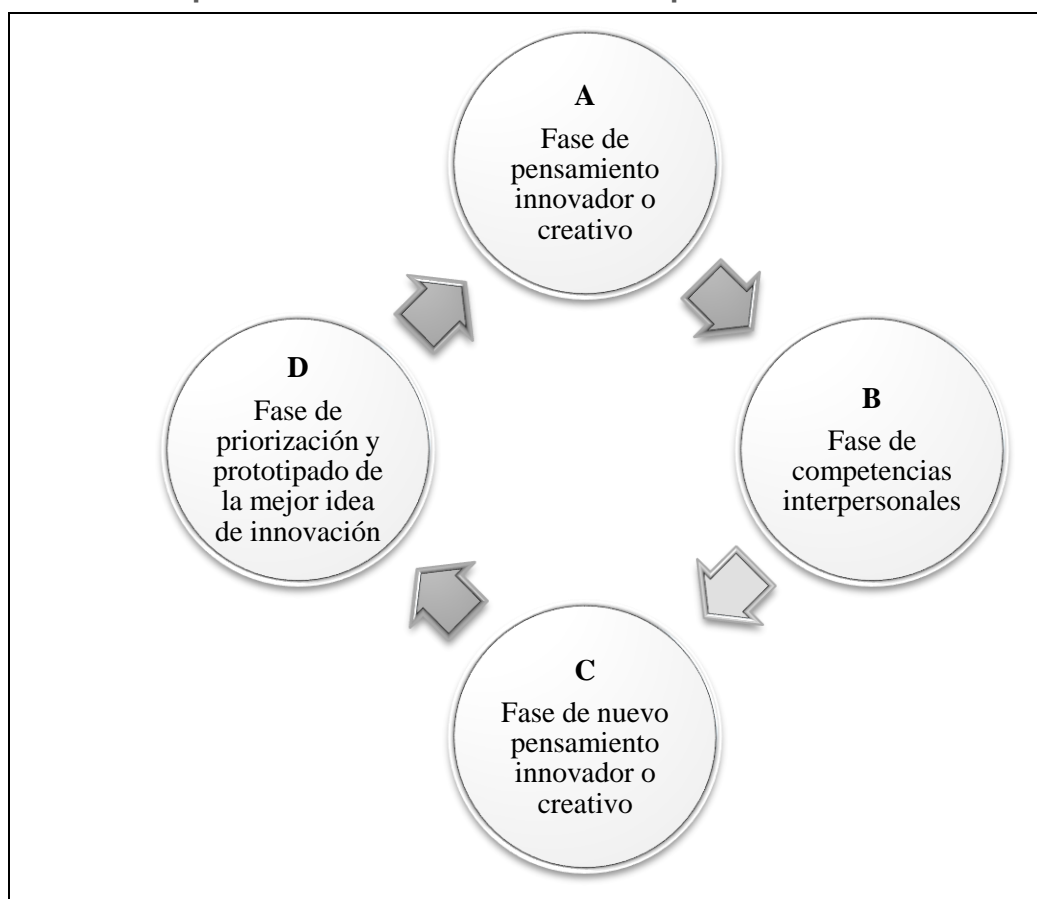 A
Fase de
pensamiento
innovador o
creativo
B
Fase de
competencias
interpersonales
C
Fase de nuevo
pensamiento
innovador o
creativo
D
Fase de
priorización y
prototipado de
la mejor idea
de innovación